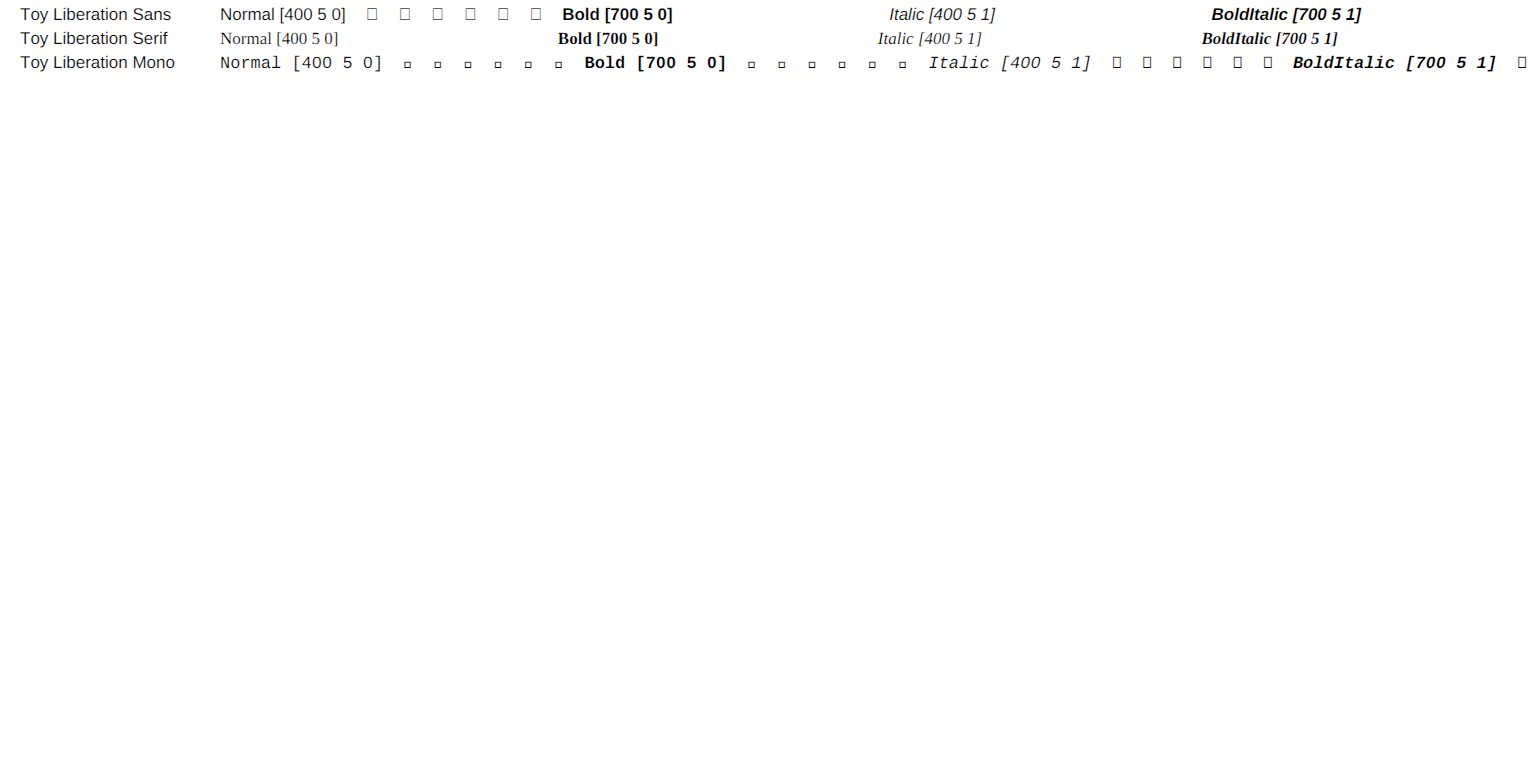 Toy Liberation Sans Normal [400 5 0] □ □ □ □ □ □ Bold [700 5 0] Italic [400 5 1] BoldItalic [700 5 1]
Toy Liberation Serif Normal [400 5 0] Bold [700 5 0] Italic [400 5 1] BoldItalic [700 5 1]
Toy Liberation Mono Normal [400 5 0] □ □ □ □ □ □ Bold [700 5 0] □ □ □ □ □ □ Italic [400 5 1] □ □ □ □ □ □ BoldItalic [700 5 1] □